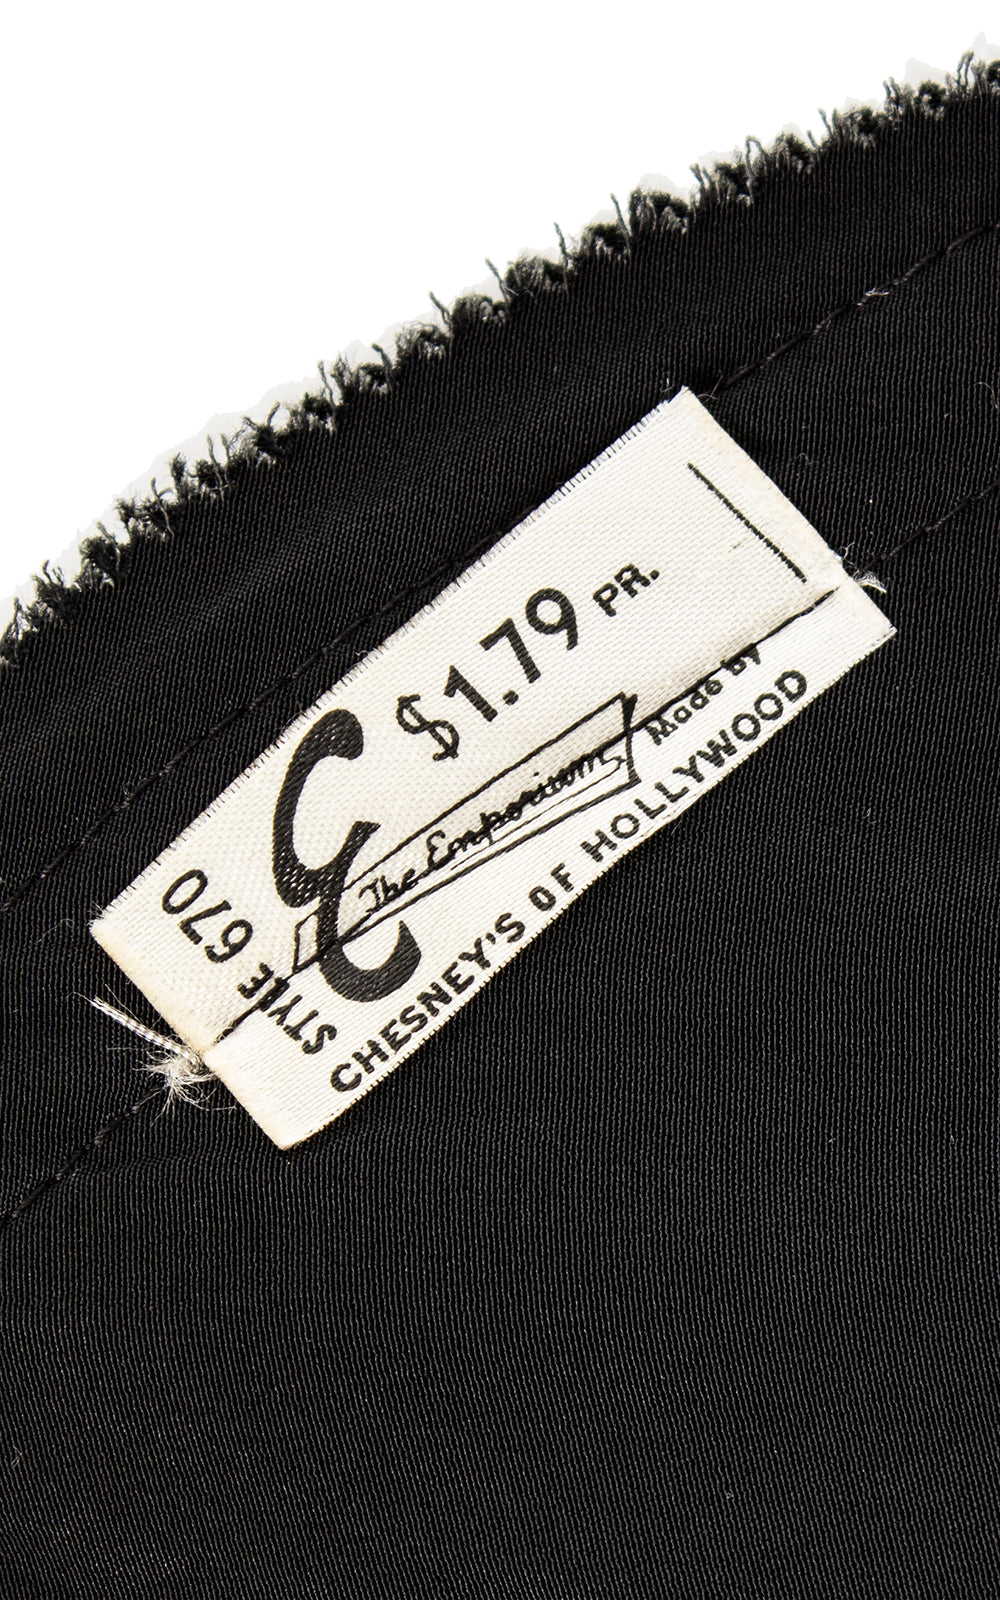 $1.79 PR.
E
The Emporium
STYLE 670
Made by
CHESNEY'S OF HOLLYWOOD